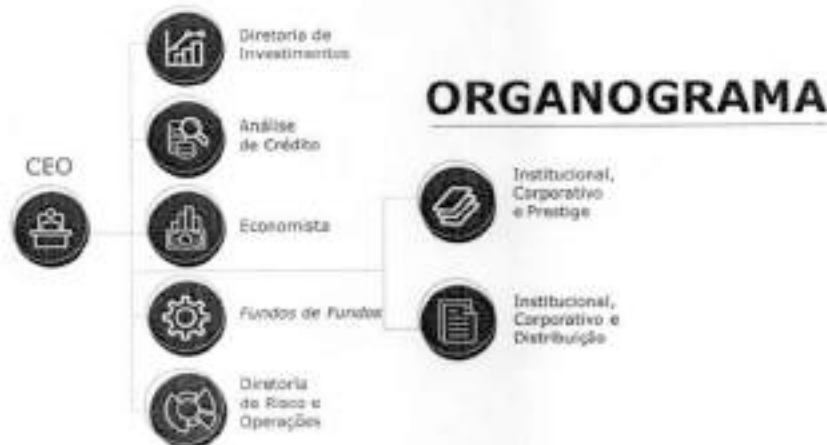 ORGANOGRAMA
CEO
Diretoria de
Investimentos
Análise
de Crédito
Economista
Fundos de Fundos
Diretoria
de Risco e
Operações
Institucional,
Corporativo
e Prestige
Institucional,
Corporativo e
Distribuição